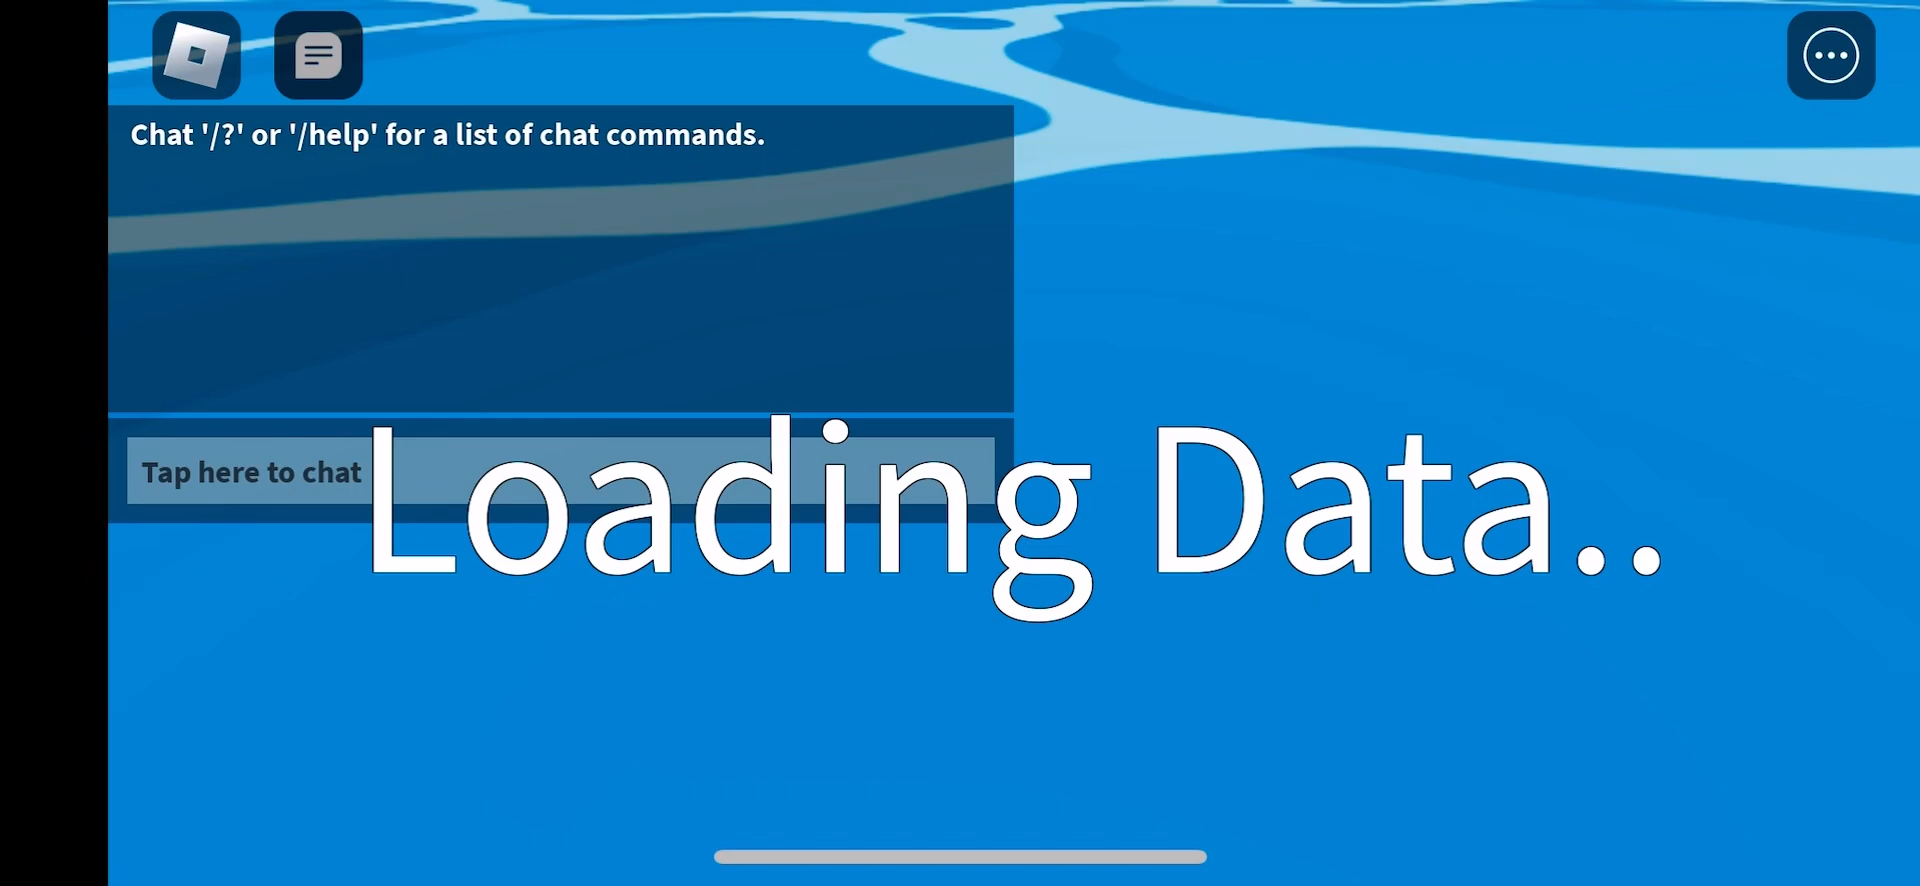 Chat '/?' or '/help' for a list of chat commands.
Tap here to chat
Loading Data..